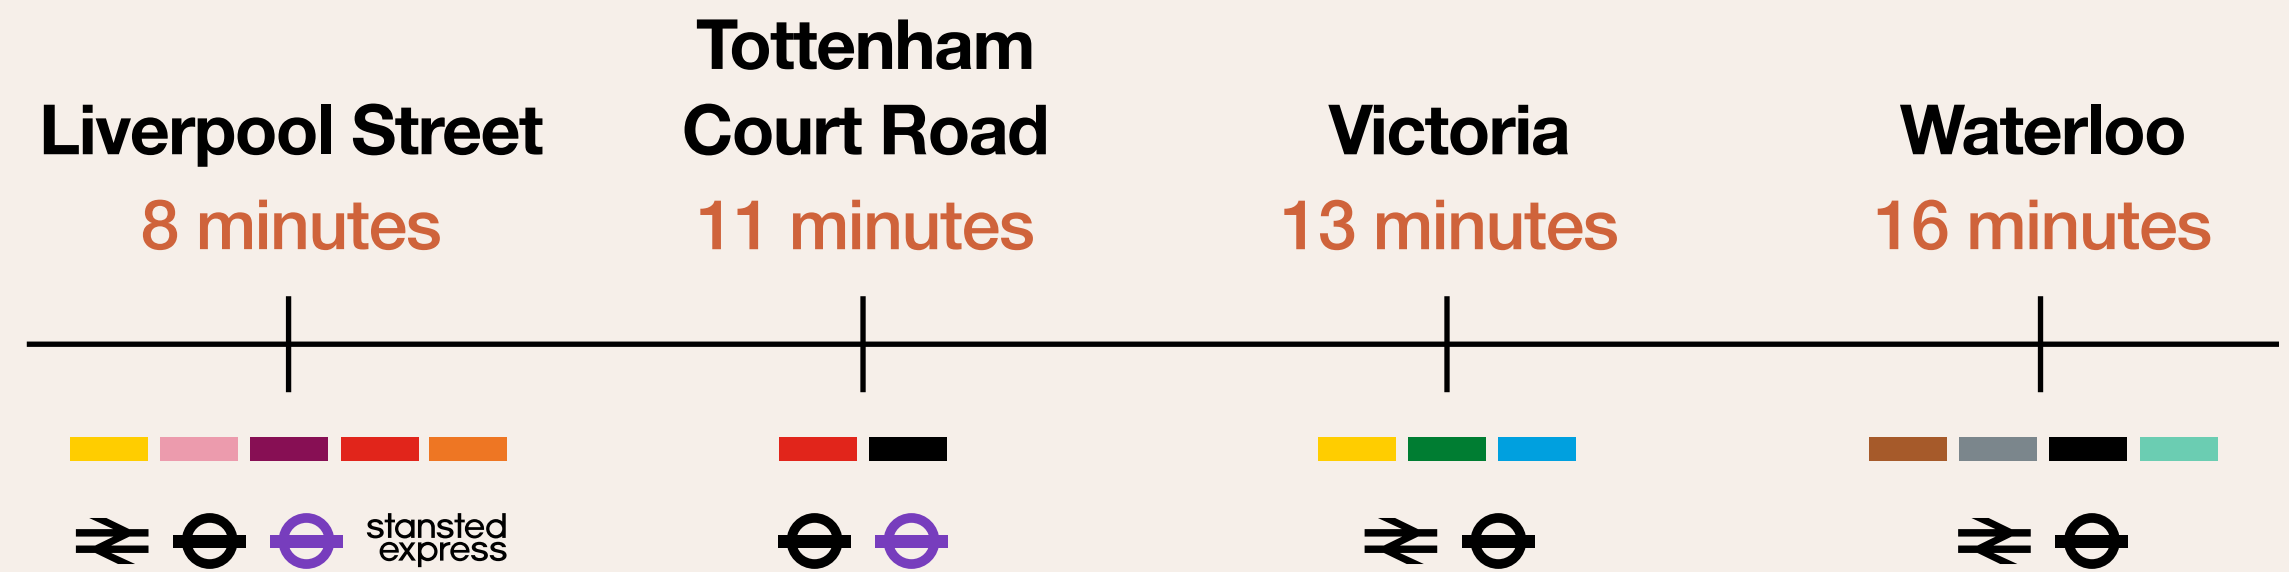 Liverpool Street
8 minutes
Tottenham
Court Road
11 minutes
Victoria
13 minutes
Waterloo
16 minutes
stansted
express